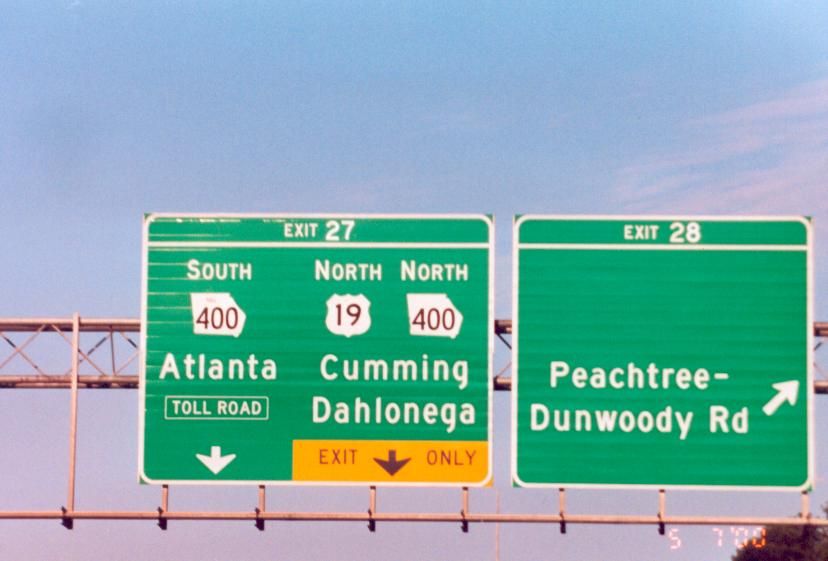 EXIT 27
SOUTH NORTH NORTH
400 19 400
Atlanta Cumming
TOLL ROAD Dahlonega
EXIT ONLY
EXIT 28
Peachtree-
Dunwoody Rd
5 7'00